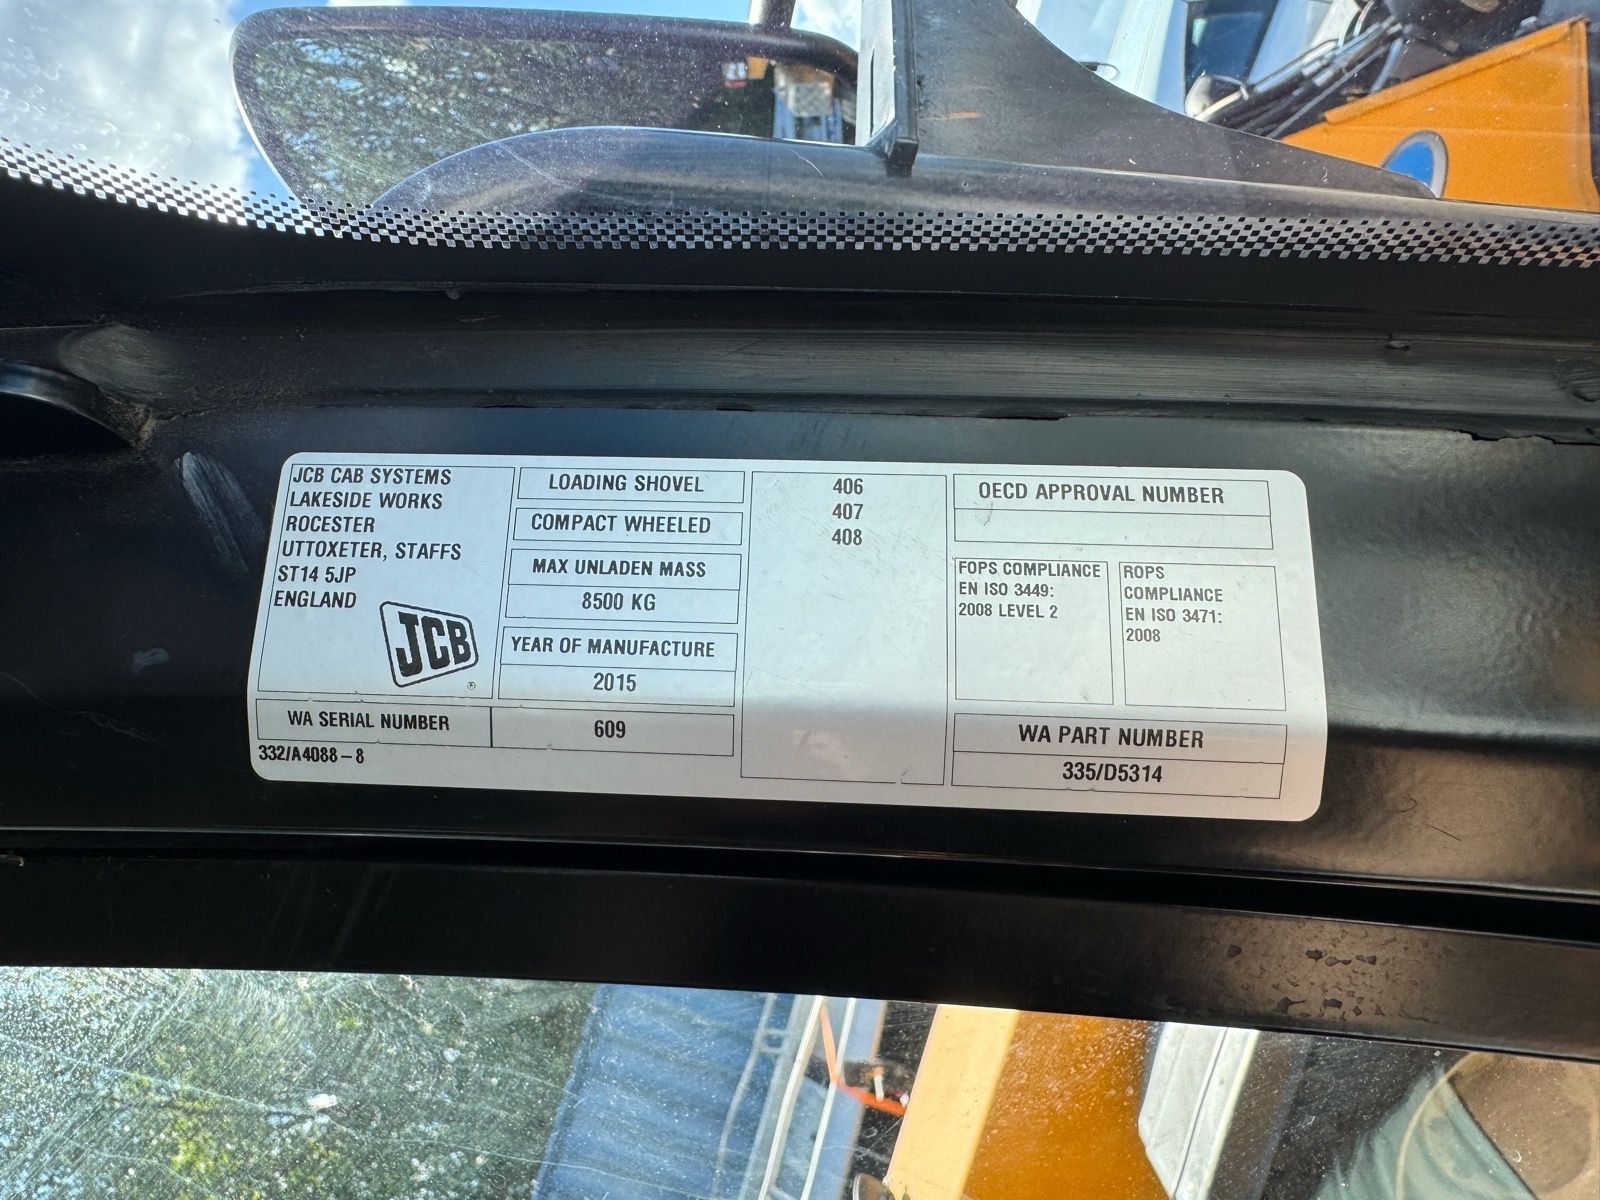 JCB CAB SYSTEMS
LAKESIDE WORKS
ROCESTER
UTTOXETER, STAFFS
ST14 5JP
ENGLAND
JCB
®
WA SERIAL NUMBER
332/A4088 – 8
LOADING SHOVEL
COMPACT WHEELED
MAX UNLADEN MASS
8500 KG
YEAR OF MANUFACTURE
2015
609
406
407
408
OECD APPROVAL NUMBER
FOPS COMPLIANCE
EN ISO 3449:
2008 LEVEL 2
ROPS
COMPLIANCE
EN ISO 3471:
2008
WA PART NUMBER
335/D5314